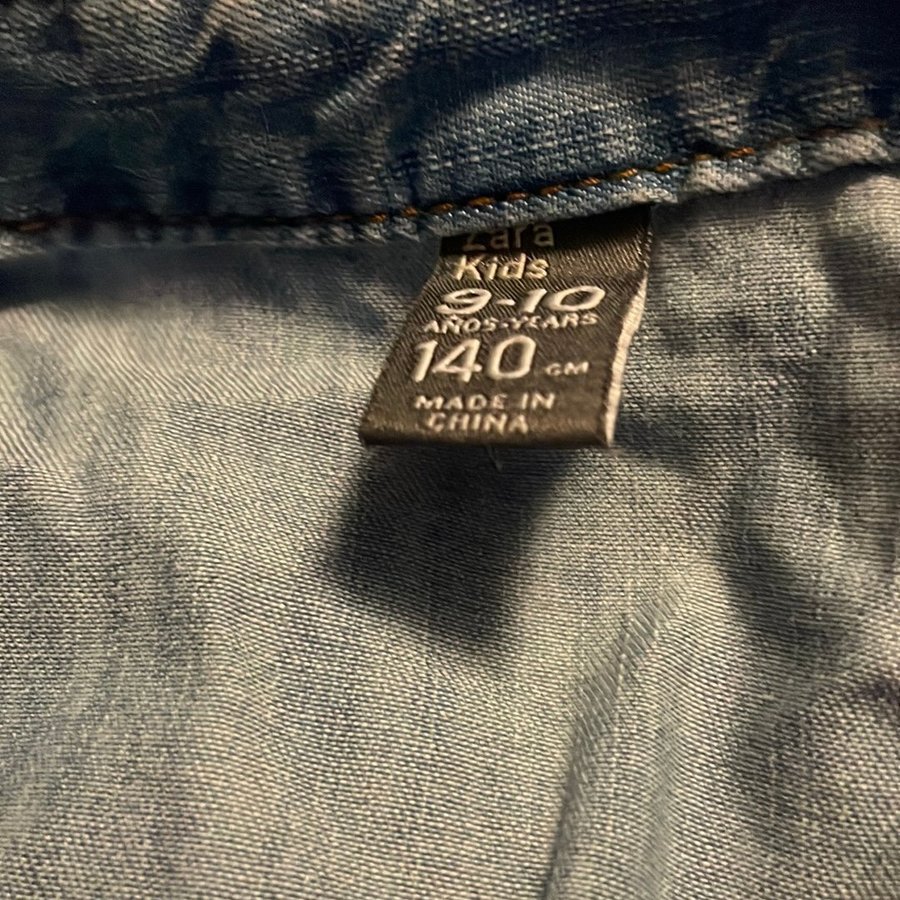 Zara
Kids
9-10
AÑOS-YEARS
140 CM
MADE IN
CHINA